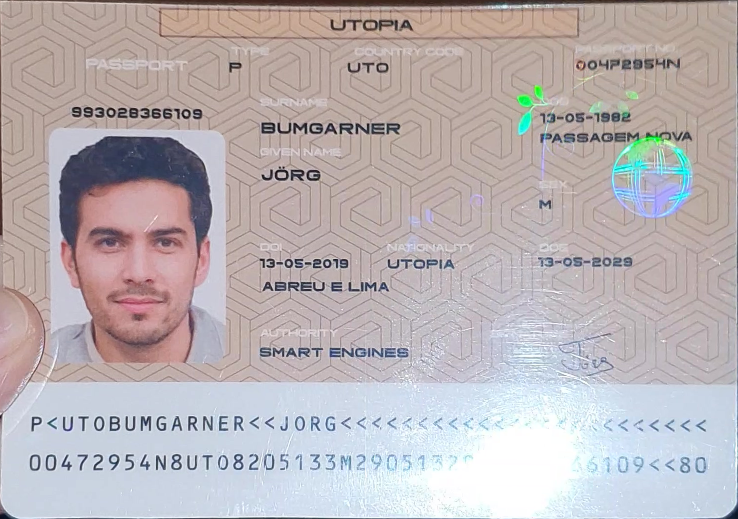 UTOPIA
PASSPORT
TYPE
P
COUNTRY CODE
UTO
PASSPORT NO
004P2954N
993028366109
SURNAME
BUMGARNER
DOB
13-05-1982
PASSAGEM NOVA
GIVEN NAME
JÖRG
SEX
M
DOI
13-05-2019
ABREU E LIMA
NATIONALITY
UTOPIA
DOE
13-05-2029
AUTHORITY
SMART ENGINES
Jörg
P<UTOBUMGARNER<<JORG<<<<<<<<<<<<<<<<<<<<<<<<
00472954N8UTO8205133M2905132 66109<<80